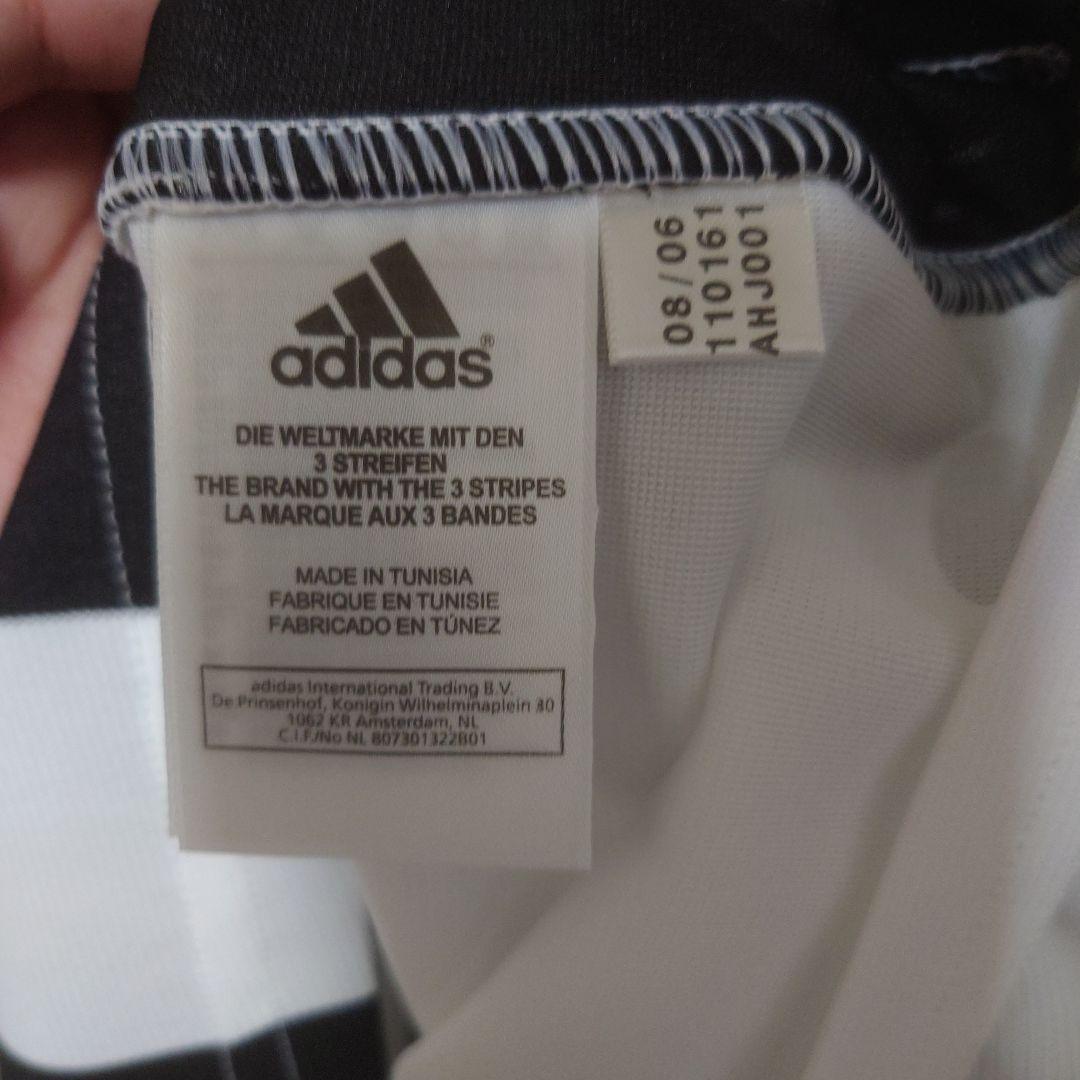 adidas®
DIE WELTMARKE MIT DEN
3 STREIFEN
THE BRAND WITH THE 3 STRIPES
LA MARQUE AUX 3 BANDES
MADE IN TUNISIA
FABRIQUE EN TUNISIE
FABRICADO EN TÚNEZ
adidas International Trading B.V.
De Prinsenhof, Konigin Wilhelminaplein 30
1062 KR Amsterdam, NL
C.I.F/No NL 807301322B01
08/06
110161
AHJ001